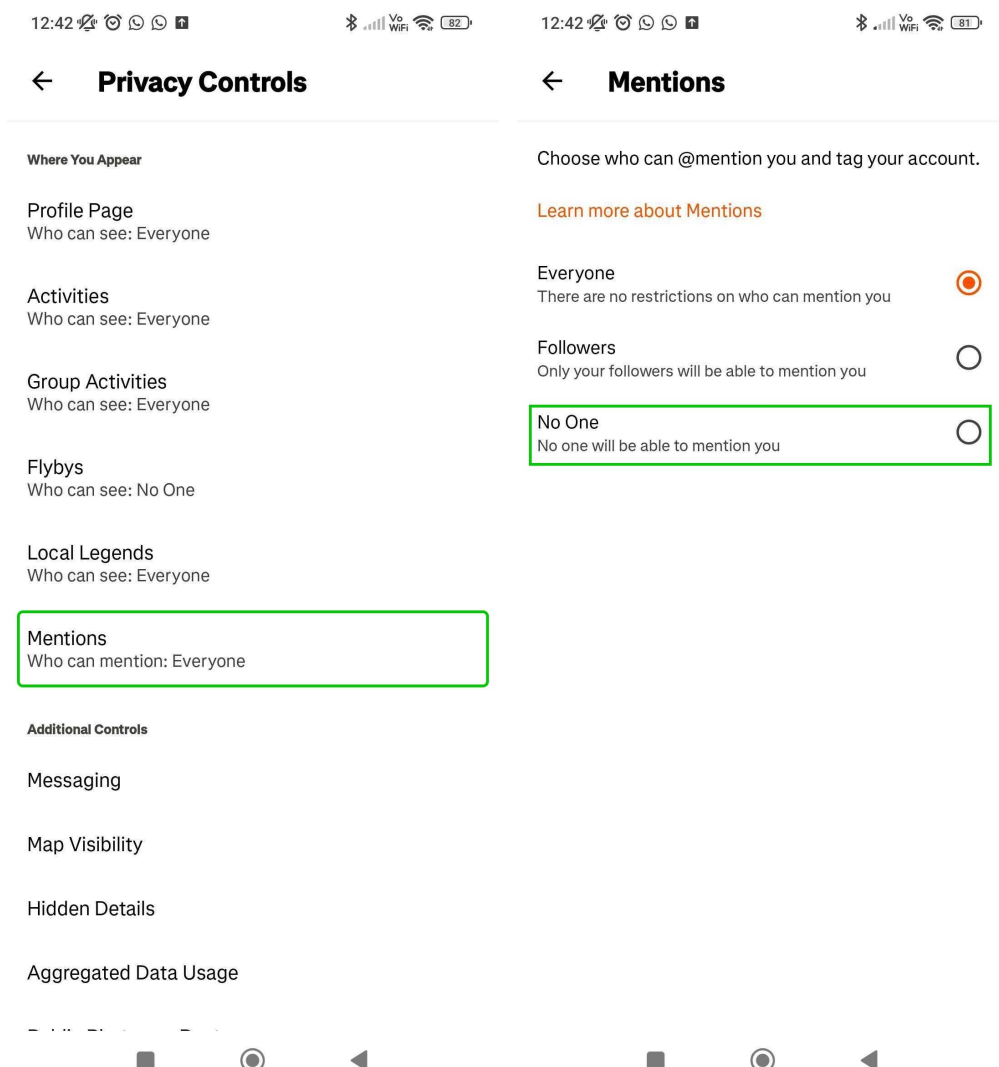 12:42
Vo WiFi
82
Privacy Controls
Where You Appear
Profile Page
Who can see: Everyone
Activities
Who can see: Everyone
Group Activities
Who can see: Everyone
Flybys
Who can see: No One
Local Legends
Who can see: Everyone
Mentions
Who can mention: Everyone
Additional Controls
Messaging
Map Visibility
Hidden Details
Aggregated Data Usage
12:42
Vo WiFi
81
Mentions
Choose who can @mention you and tag your account.
Learn more about Mentions
Everyone
There are no restrictions on who can mention you
Followers
Only your followers will be able to mention you
No One
No one will be able to mention you